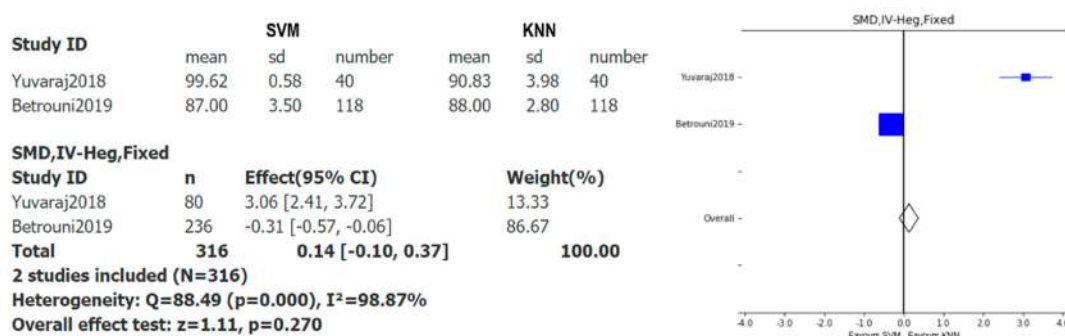 SVM KNN
Study ID
mean sd number mean sd number
Yuvaraj2018 99.62 0.58 40 90.83 3.98 40
Betrouni2019 87.00 3.50 118 88.00 2.80 118
SMD,IV-Heg,Fixed
Study ID n Effect(95% CI) Weight(%)
Yuvaraj2018 80 3.06 [2.41, 3.72] 13.33
Betrouni2019 236 -0.31 [-0.57, -0.06] 86.67
Total 316 0.14 [-0.10, 0.37] 100.00
2 studies included (N=316)
Heterogeneity: Q=88.49 (p=0.000), I²=98.87%
Overall effect test: z=1.11, p=0.270
SMD,IV-Heg,Fixed
Yuvaraj2018
Betrouni2019
Overall
-4.0 -3.0 -2.0 -1.0 0.0 1.0 2.0 3.0 4.0
Favours SVM Favours KNN